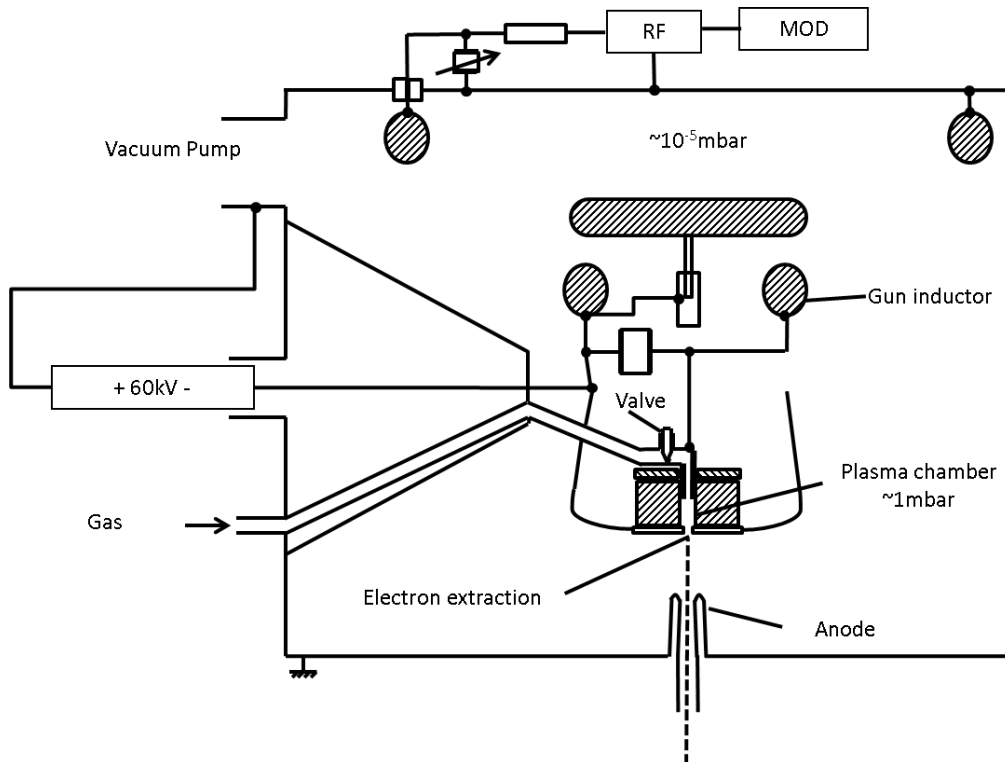 RF
MOD
Vacuum Pump
~10⁻⁵mbar
Gun inductor
+ 60kV -
Valve
Plasma chamber
~1mbar
Gas
Electron extraction
Anode